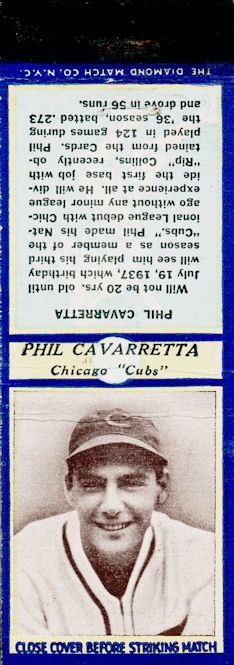 THE DIAMOND MATCH CO. N.Y.C.
PHIL CAVARRETTA
Will not be 20 yrs. old until
July 19, 1937, which birthday
will see him playing his third
season as a member of the
"Cubs." Phil made his Nat-
ional League debut with Chic-
ago without any minor league
experience at all. He will div-
ide the first base job with
"Rip" Collins, recently ob-
tained from the Cards. Phil
played in 124 games during
the '36 season, batted .273
and drove in 56 runs.
PHIL CAVARRETTA
Chicago "Cubs"
CLOSE COVER BEFORE STRIKING MATCH